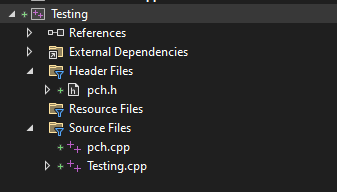 Testing
References
External Dependencies
Header Files
pch.h
Resource Files
Source Files
pch.cpp
Testing.cpp